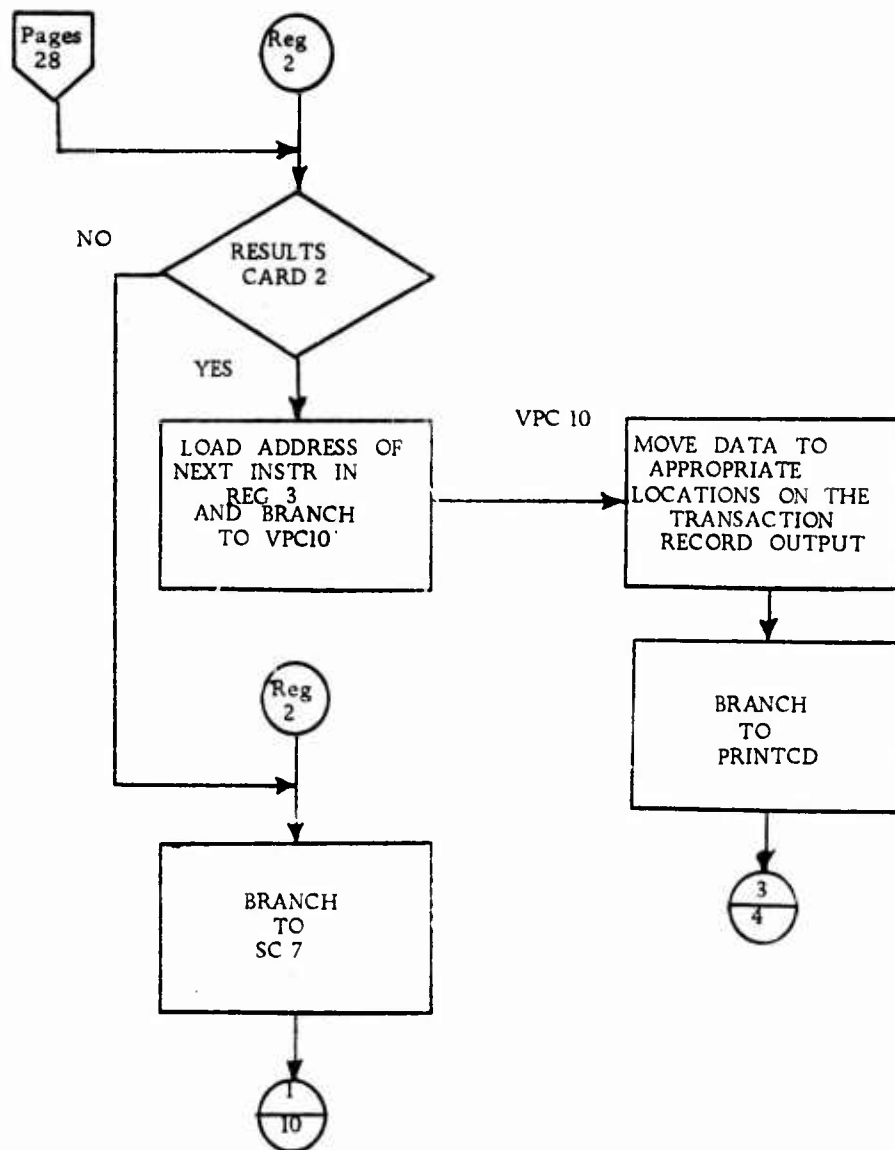 Pages
28
Reg
2
NO
RESULTS
CARD 2
YES
LOAD ADDRESS OF
NEXT INSTR IN
REG 3
AND BRANCH
TO VPC10
VPC 10
MOVE DATA TO
APPROPRIATE
LOCATIONS ON THE
TRANSACTION
RECORD OUTPUT
BRANCH
TO
PRINTCD
3
4
Reg
2
BRANCH
TO
SC 7
1
10